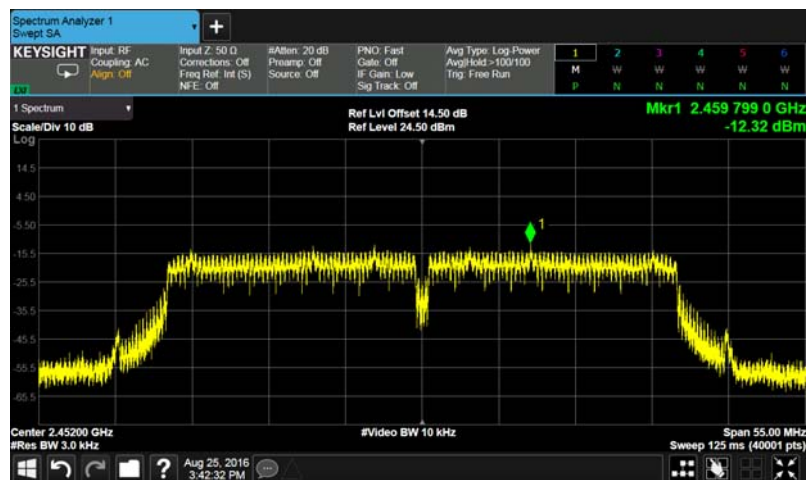 Spectrum Analyzer 1
Swept SA
+
KEYSIGHT Input: RF Input Z: 50 Ω #Atten: 20 dB PNO: Fast Avg Type: Log-Power 1 2 3 4 5 6
Coupling: AC Corrections: Off Preamp: Off Gate: Off Avg|Hold:>100/100 M W W W W W
Align: Off Freq Ref: Int (S) Source: Off IF Gain: Low Trig: Free Run
NFE: Off Sig Track: Off P N N N N N
LXI
1 Spectrum Ref Lvl Offset 14.50 dB Mkr1 2.459 799 0 GHz
Scale/Div 10 dB Ref Level 24.50 dBm -12.32 dBm
Log
14.5
4.50
-5.50
1
-15.5
-25.5
-35.5
-45.5
-55.5
-65.5
Center 2.45200 GHz #Video BW 10 kHz Span 55.00 MHz
#Res BW 3.0 kHz Sweep 125 ms (40001 pts)
? Aug 25, 2016
3:42:32 PM